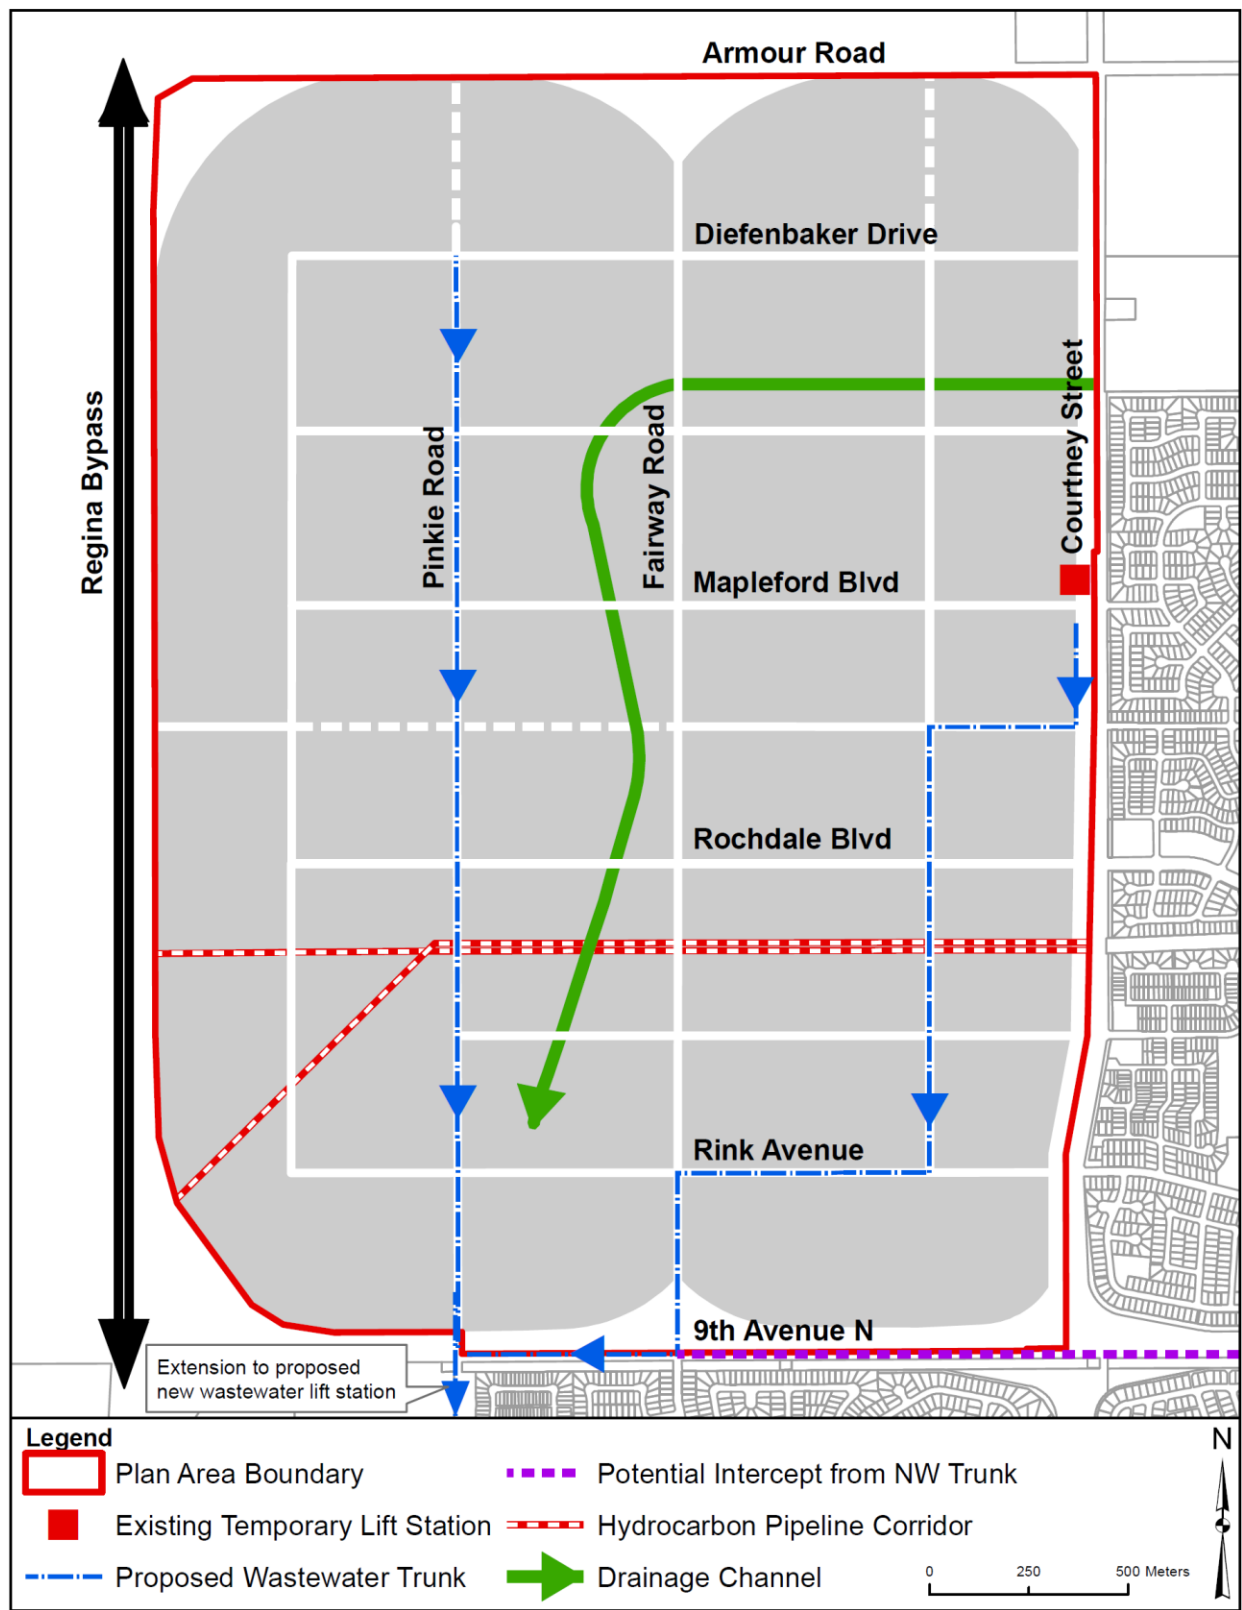 Armour Road
Diefenbaker Drive
Regina Bypass
Pinkie Road
Fairway Road
Courtney Street
Mapleford Blvd
Rochdale Blvd
Rink Avenue
9th Avenue N
Extension to proposed
new wastewater lift station
Legend
Plan Area Boundary
Existing Temporary Lift Station
Proposed Wastewater Trunk
Potential Intercept from NW Trunk
Hydrocarbon Pipeline Corridor
Drainage Channel
N
0 250 500 Meters